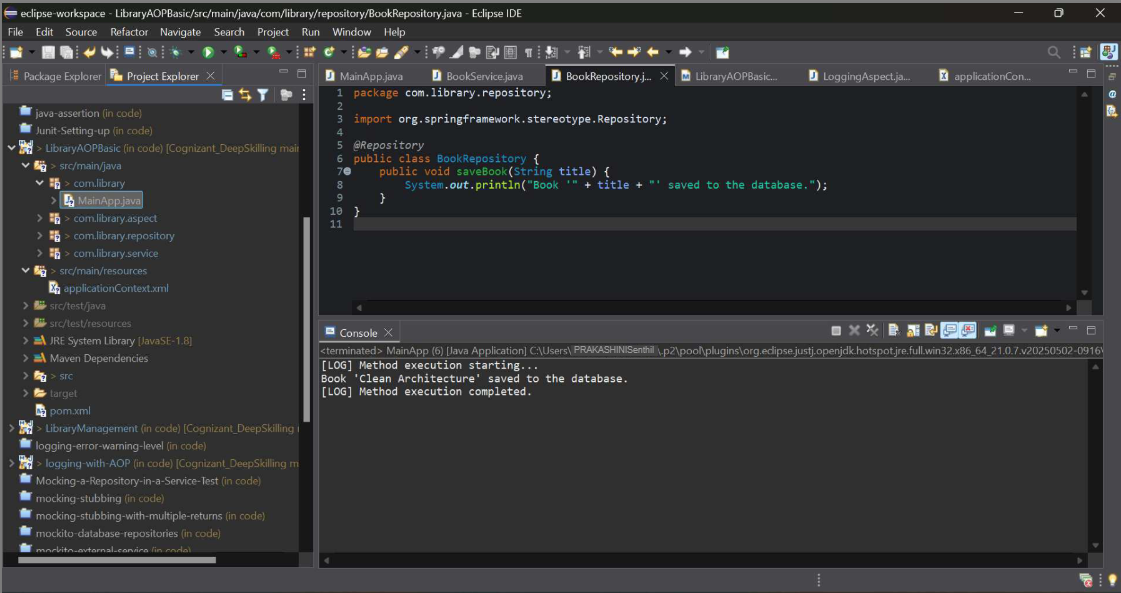 eclipse-workspace - LibraryAOPBasic/src/main/java/com/library/repository/BookRepository.java - Eclipse IDE
File Edit Source Refactor Navigate Search Project Run Window Help
Package Explorer Project Explorer
java-assertion (in code)
Junit-Setting-up (in code)
> LibraryAOPBasic (in code) [Cognizant_DeepSkilling mai
> src/main/java
> com.library
MainApp.java
> com.library.aspect
> com.library.repository
> com.library.service
> src/main/resources
applicationContext.xml
src/test/java
src/test/resources
JRE System Library [JavaSE-1.8]
Maven Dependencies
> src
target
pom.xml
> LibraryManagement (in code) [Cognizant_DeepSkilling
logging-error-warning-level (in code)
> logging-with-AOP (in code) [Cognizant_DeepSkilling m
Mocking-a-Repository-in-a-Service-Test (in code)
mocking-stubbing (in code)
mocking-stubbing-with-multiple-returns (in code)
mockito-database-repositories (in code)
mockito-external-service (in code)
MainApp.java BookService.java BookRepository.j... LibraryAOPBasic... LoggingAspect.ja... applicationCon...
1 package com.library.repository;
2
3 import org.springframework.stereotype.Repository;
4
5 @Repository
6 public class BookRepository {
7 public void saveBook(String title) {
8 System.out.println("Book '" + title + "' saved to the database.");
9 }
10 }
11
Console
<terminated> MainApp (6) [Java Application] C:\Users\PRAKASHINISenthil\.p2\pool\plugins\org.eclipse.justj.openjdk.hotspot.jre.full.win32.x86_64_21.0.7.v20250502-0916\
[LOG] Method execution starting...
Book 'Clean Architecture' saved to the database.
[LOG] Method execution completed.